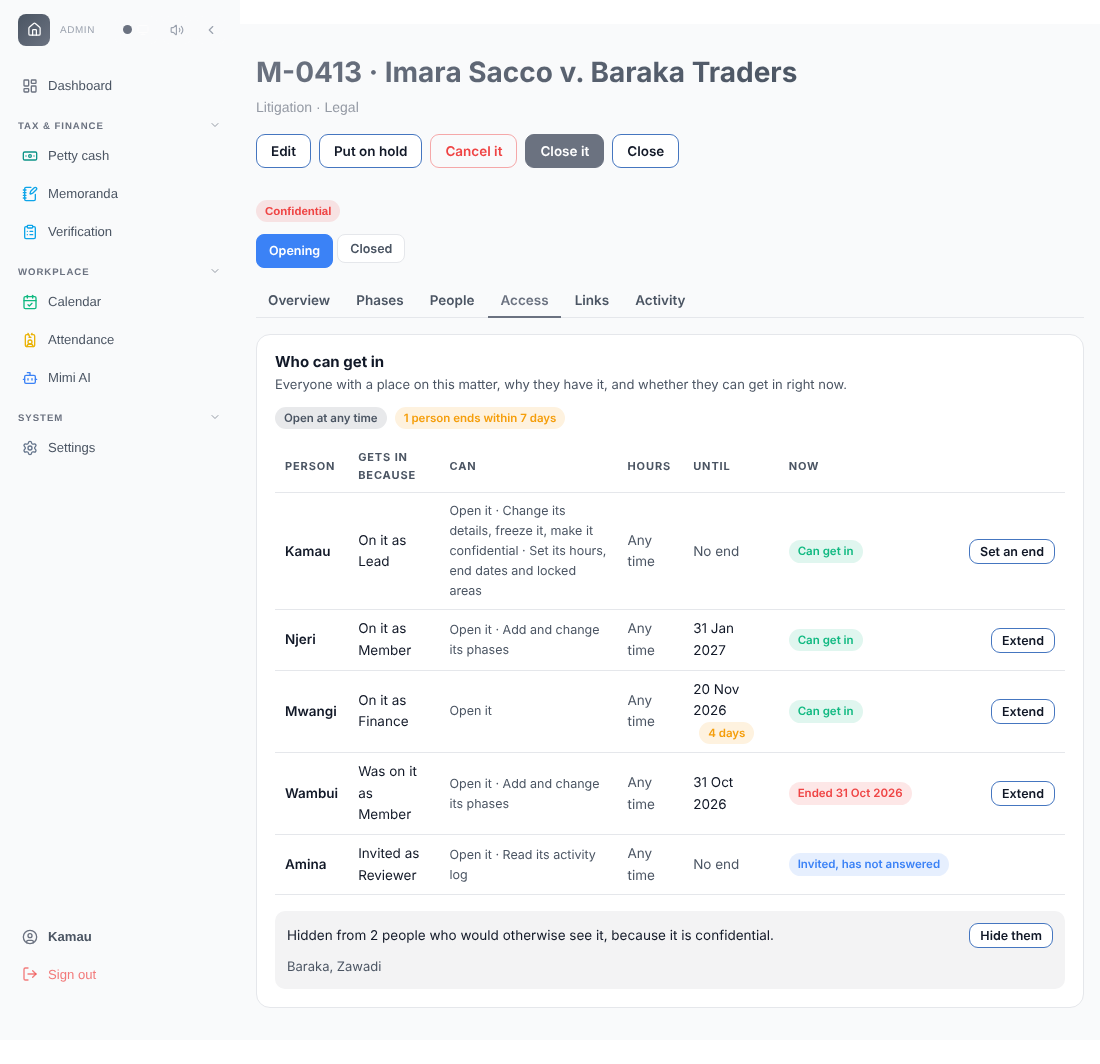 ADMIN
Dashboard
TAX & FINANCE
Petty cash
Memoranda
Verification
WORKPLACE
Calendar
Attendance
Mimi AI
SYSTEM
Settings
Kamau
Sign out
M-0413 · Imara Sacco v. Baraka Traders
Litigation · Legal
Edit
Put on hold
Cancel it
Close it
Close
Confidential
Opening
Closed
Overview
Phases
People
Access
Links
Activity
Who can get in
Everyone with a place on this matter, why they have it, and whether they can get in right now.
Open at any time
1 person ends within 7 days
PERSON
GETS IN
BECAUSE
CAN
HOURS
UNTIL
NOW
Kamau
On it as
Lead
Open it · Change its
details, freeze it, make it
confidential · Set its hours,
end dates and locked
areas
Any
time
No end
Can get in
Set an end
Njeri
On it as
Member
Open it · Add and change
its phases
Any
time
31 Jan
2027
Can get in
Extend
Mwangi
On it as
Finance
Open it
Any
time
20 Nov
2026
4 days
Can get in
Extend
Wambui
Was on it
as
Member
Open it · Add and change
its phases
Any
time
31 Oct
2026
Ended 31 Oct 2026
Extend
Amina
Invited as
Reviewer
Open it · Read its activity
log
Any
time
No end
Invited, has not answered
Hidden from 2 people who would otherwise see it, because it is confidential.
Hide them
Baraka, Zawadi